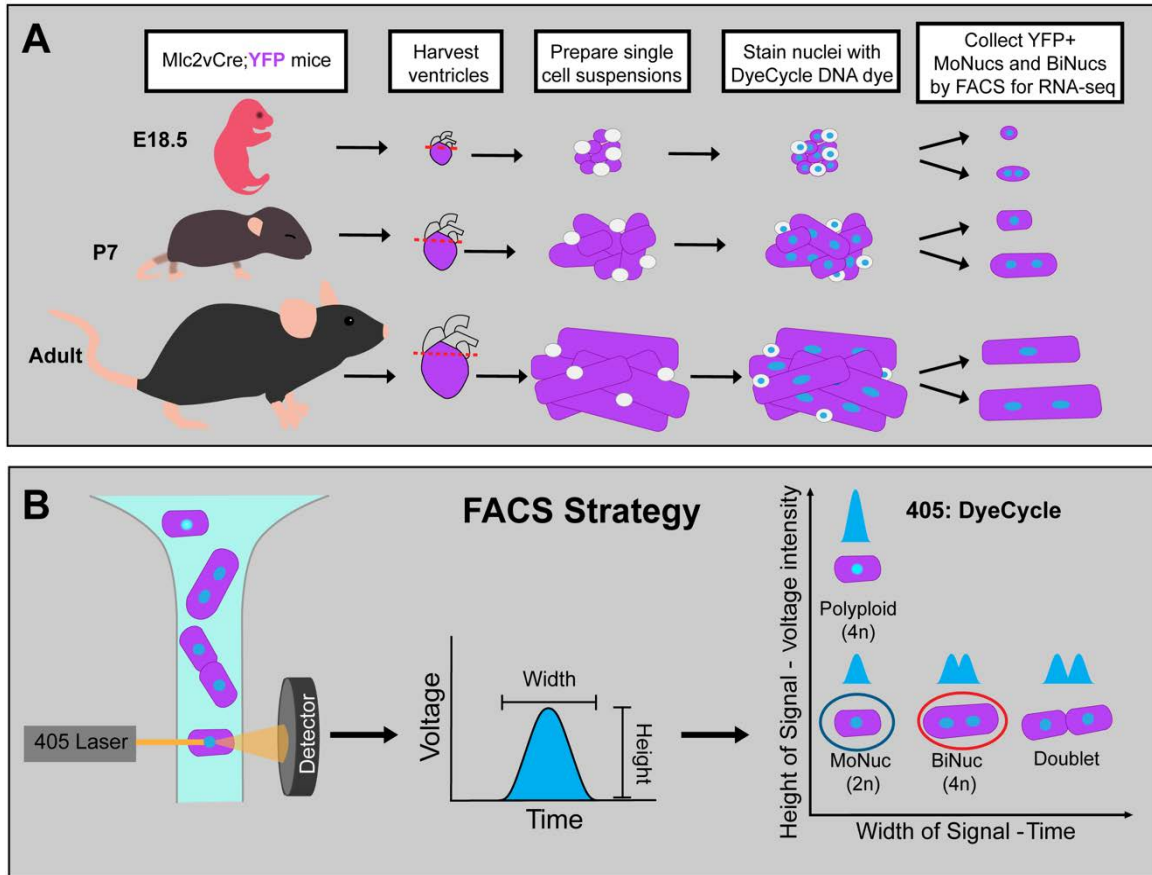 A
Mlc2vCre;YFP mice
Harvest
ventricles
Prepare single
cell suspensions
Stain nuclei with
DyeCycle DNA dye
Collect YFP+
MoNucs and BiNucs
by FACS for RNA-seq
E18.5
P7
Adult
B
FACS Strategy
405 Laser
Detector
Voltage
Width
Height
Time
405: DyeCycle
Height of Signal - Voltage intensity
Polyploid
(4n)
MoNuc
(2n)
BiNuc
(4n)
Doublet
Width of Signal -Time